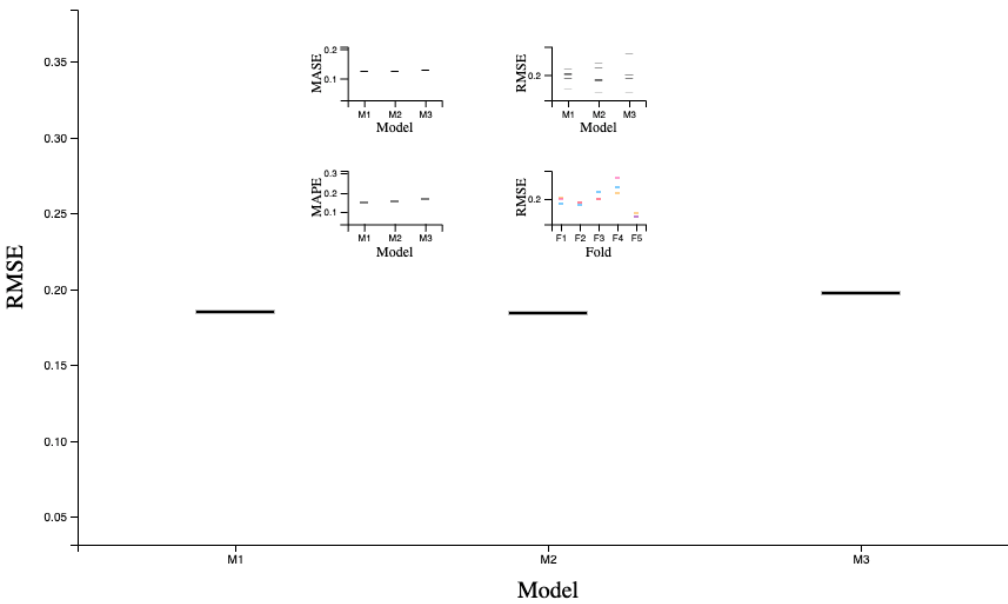 0.35
0.30
0.25
0.20
0.15
0.10
0.05
RMSE
M1
M2
M3
Model
0.2
0.1
MASE
M1 M2 M3
Model
0.2
RMSE
M1 M2 M3
Model
0.3
0.2
0.1
MAPE
M1 M2 M3
Model
0.2
RMSE
F1 F2 F3 F4 F5
Fold